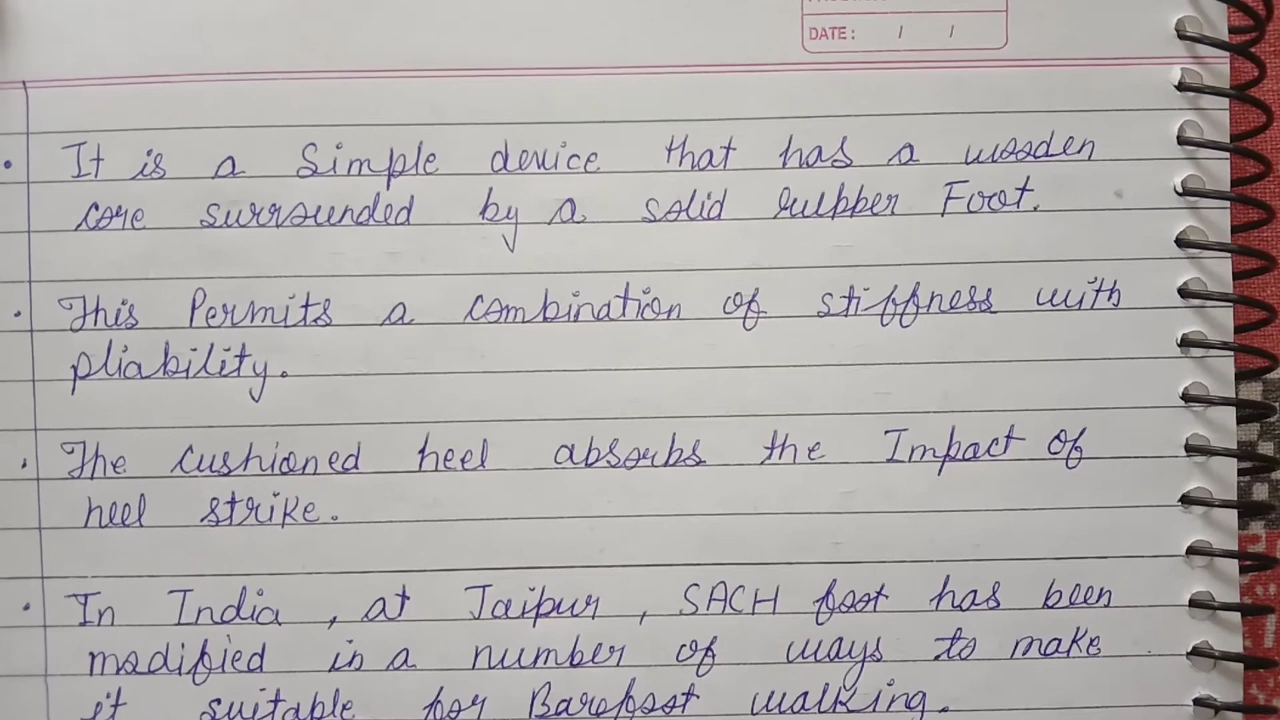 DATE: / /
• It is a Simple device that has a wooden
core surrounded by a solid rubber Foot.
• This Permits a combination of stiffness with
pliability.
• The cushioned heel absorbs the Impact of
heel strike.
• In India, at Jaipur, SACH foot has been
modified in a number of ways to make
it suitable for Barefoot walking.